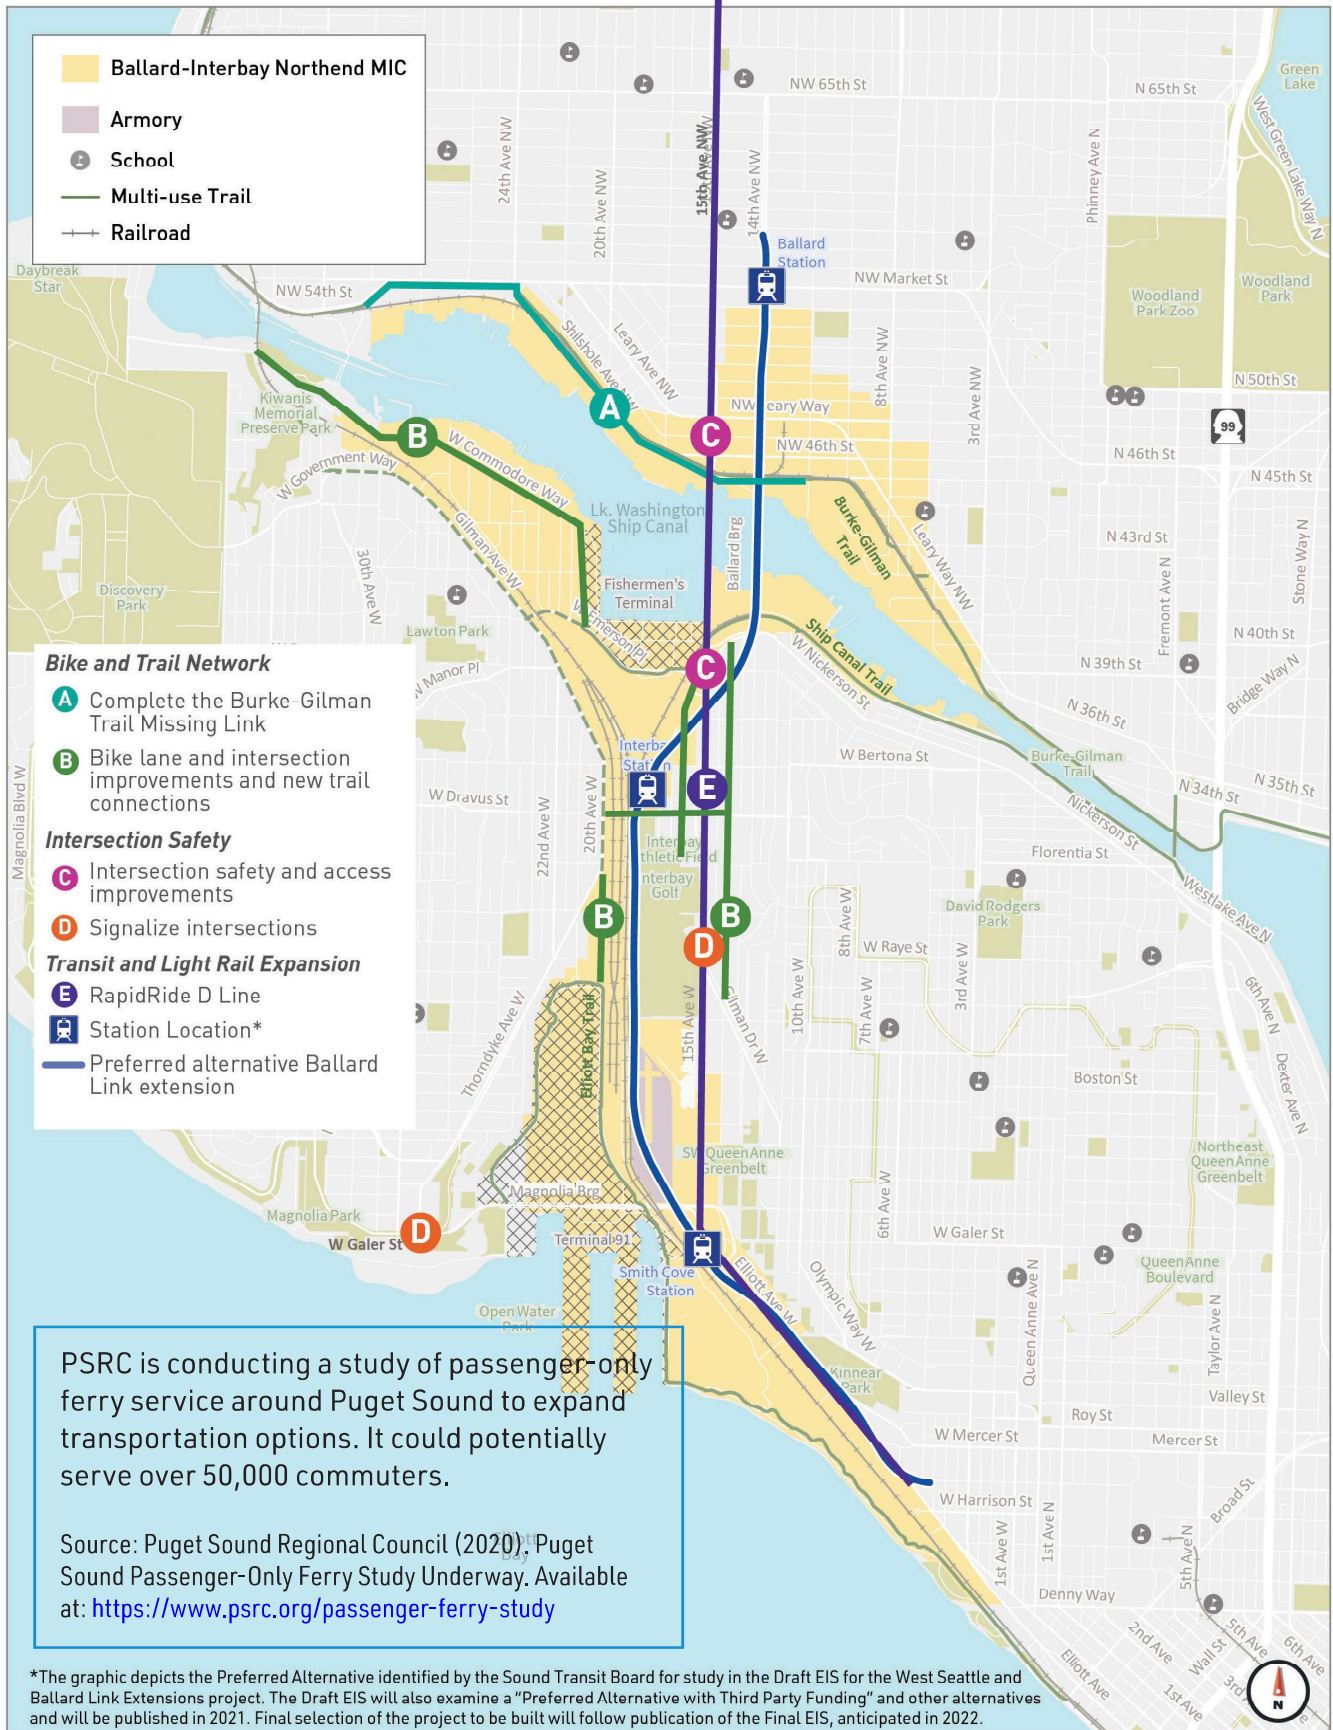 Ballard-Interbay Northend MIC
Armory
School
Multi-use Trail
Railroad
NW 65th St
N 65th St
Green
Lake
West Green Lake Way N
24th Ave NW
20th Ave NW
15th Ave NW
14th Ave NW
Phinney Ave N
Ballard
Station
NW Market St
Daybreak
Star
NW 54th St
Woodland
Park Zoo
Woodland
Park
Shilshole Ave NW
Leary Ave NW
8th Ave NW
3rd Ave NW
N 50th St
Kiwanis
Memorial
Preserve Park
A
B
C
99
NW 46th St
N 46th St
N 45th St
W Government Way
W Commodore Way
Gilman Ave W
Lk. Washington
Ship Canal
Ballard Brg
Burke-Gilman
Trail
Leary Way NW
N 43rd St
Fremont Ave N
Stone Way N
Discovery
Park
30th Ave W
Fishermen's
Terminal
W Emerson Pl
Lawton Park
Ship Canal Trail
W Nickerson St
N 40th St
N 39th St
Bridge Way N
N 36th St
C
Bike and Trail Network
A Complete the Burke-Gilman
Trail Missing Link
B Bike lane and intersection
improvements and new trail
connections
Intersection Safety
C Intersection safety and access
improvements
D Signalize intersections
Transit and Light Rail Expansion
E RapidRide D Line
Station Location*
Preferred alternative Ballard
Link extension
Manor Pl
Magnolia Blvd W
W Dravus St
22nd Ave W
20th Ave W
E
W Bertona St
Burke-Gilman
Trail
N 34th St
N 35th St
Nickerson St
Florentia St
Westlake Ave N
Golf
B
B
D
David Rodgers
Park
8th Ave W
W Raye St
3rd Ave W
10th Ave W
7th Ave W
6th Ave N
Dexter Ave N
Thorndyke Ave W
Elliott Bay Trail
15th Ave W
Gilman Dr W
Boston St
Queen Anne
Greenbelt
Northeast
Queen Anne
Greenbelt
Magnolia Brg
Magnolia Park
W Galer St
D
Terminal 91
6th Ave W
W Galer St
Queen Anne
Boulevard
Smith Cove
Station
Elliott Ave W
Olympic Way W
Queen Anne Ave N
Taylor Ave N
Open Water
Park
Kinnear
Park
Valley St
Roy St
W Mercer St
Mercer St
W Harrison St
Broad St
1st Ave W
1st Ave N
5th Ave N
Denny Way
2nd Ave
Wall St
5th Ave
6th Ave
Elliott Ave
1st Ave
N
PSRC is conducting a study of passenger-only
ferry service around Puget Sound to expand
transportation options. It could potentially
serve over 50,000 commuters.
Source: Puget Sound Regional Council (2020). Puget
Sound Passenger-Only Ferry Study Underway. Available
at: https://www.psrc.org/passenger-ferry-study
*The graphic depicts the Preferred Alternative identified by the Sound Transit Board for study in the Draft EIS for the West Seattle and
Ballard Link Extensions project. The Draft EIS will also examine a “Preferred Alternative with Third Party Funding” and other alternatives
and will be published in 2021. Final selection of the project to be built will follow publication of the Final EIS, anticipated in 2022.